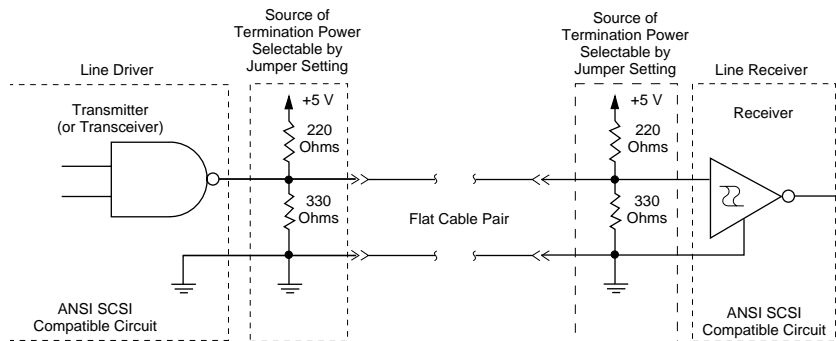 Source of
Termination Power
Selectable by
Jumper Setting
Source of
Termination Power
Selectable by
Jumper Setting
Line Driver
Line Receiver
Transmitter
(or Transceiver)
+5 V
+5 V
Receiver
220
Ohms
220
Ohms
330
Ohms
330
Ohms
Flat Cable Pair
ANSI SCSI
Compatible Circuit
ANSI SCSI
Compatible Circuit